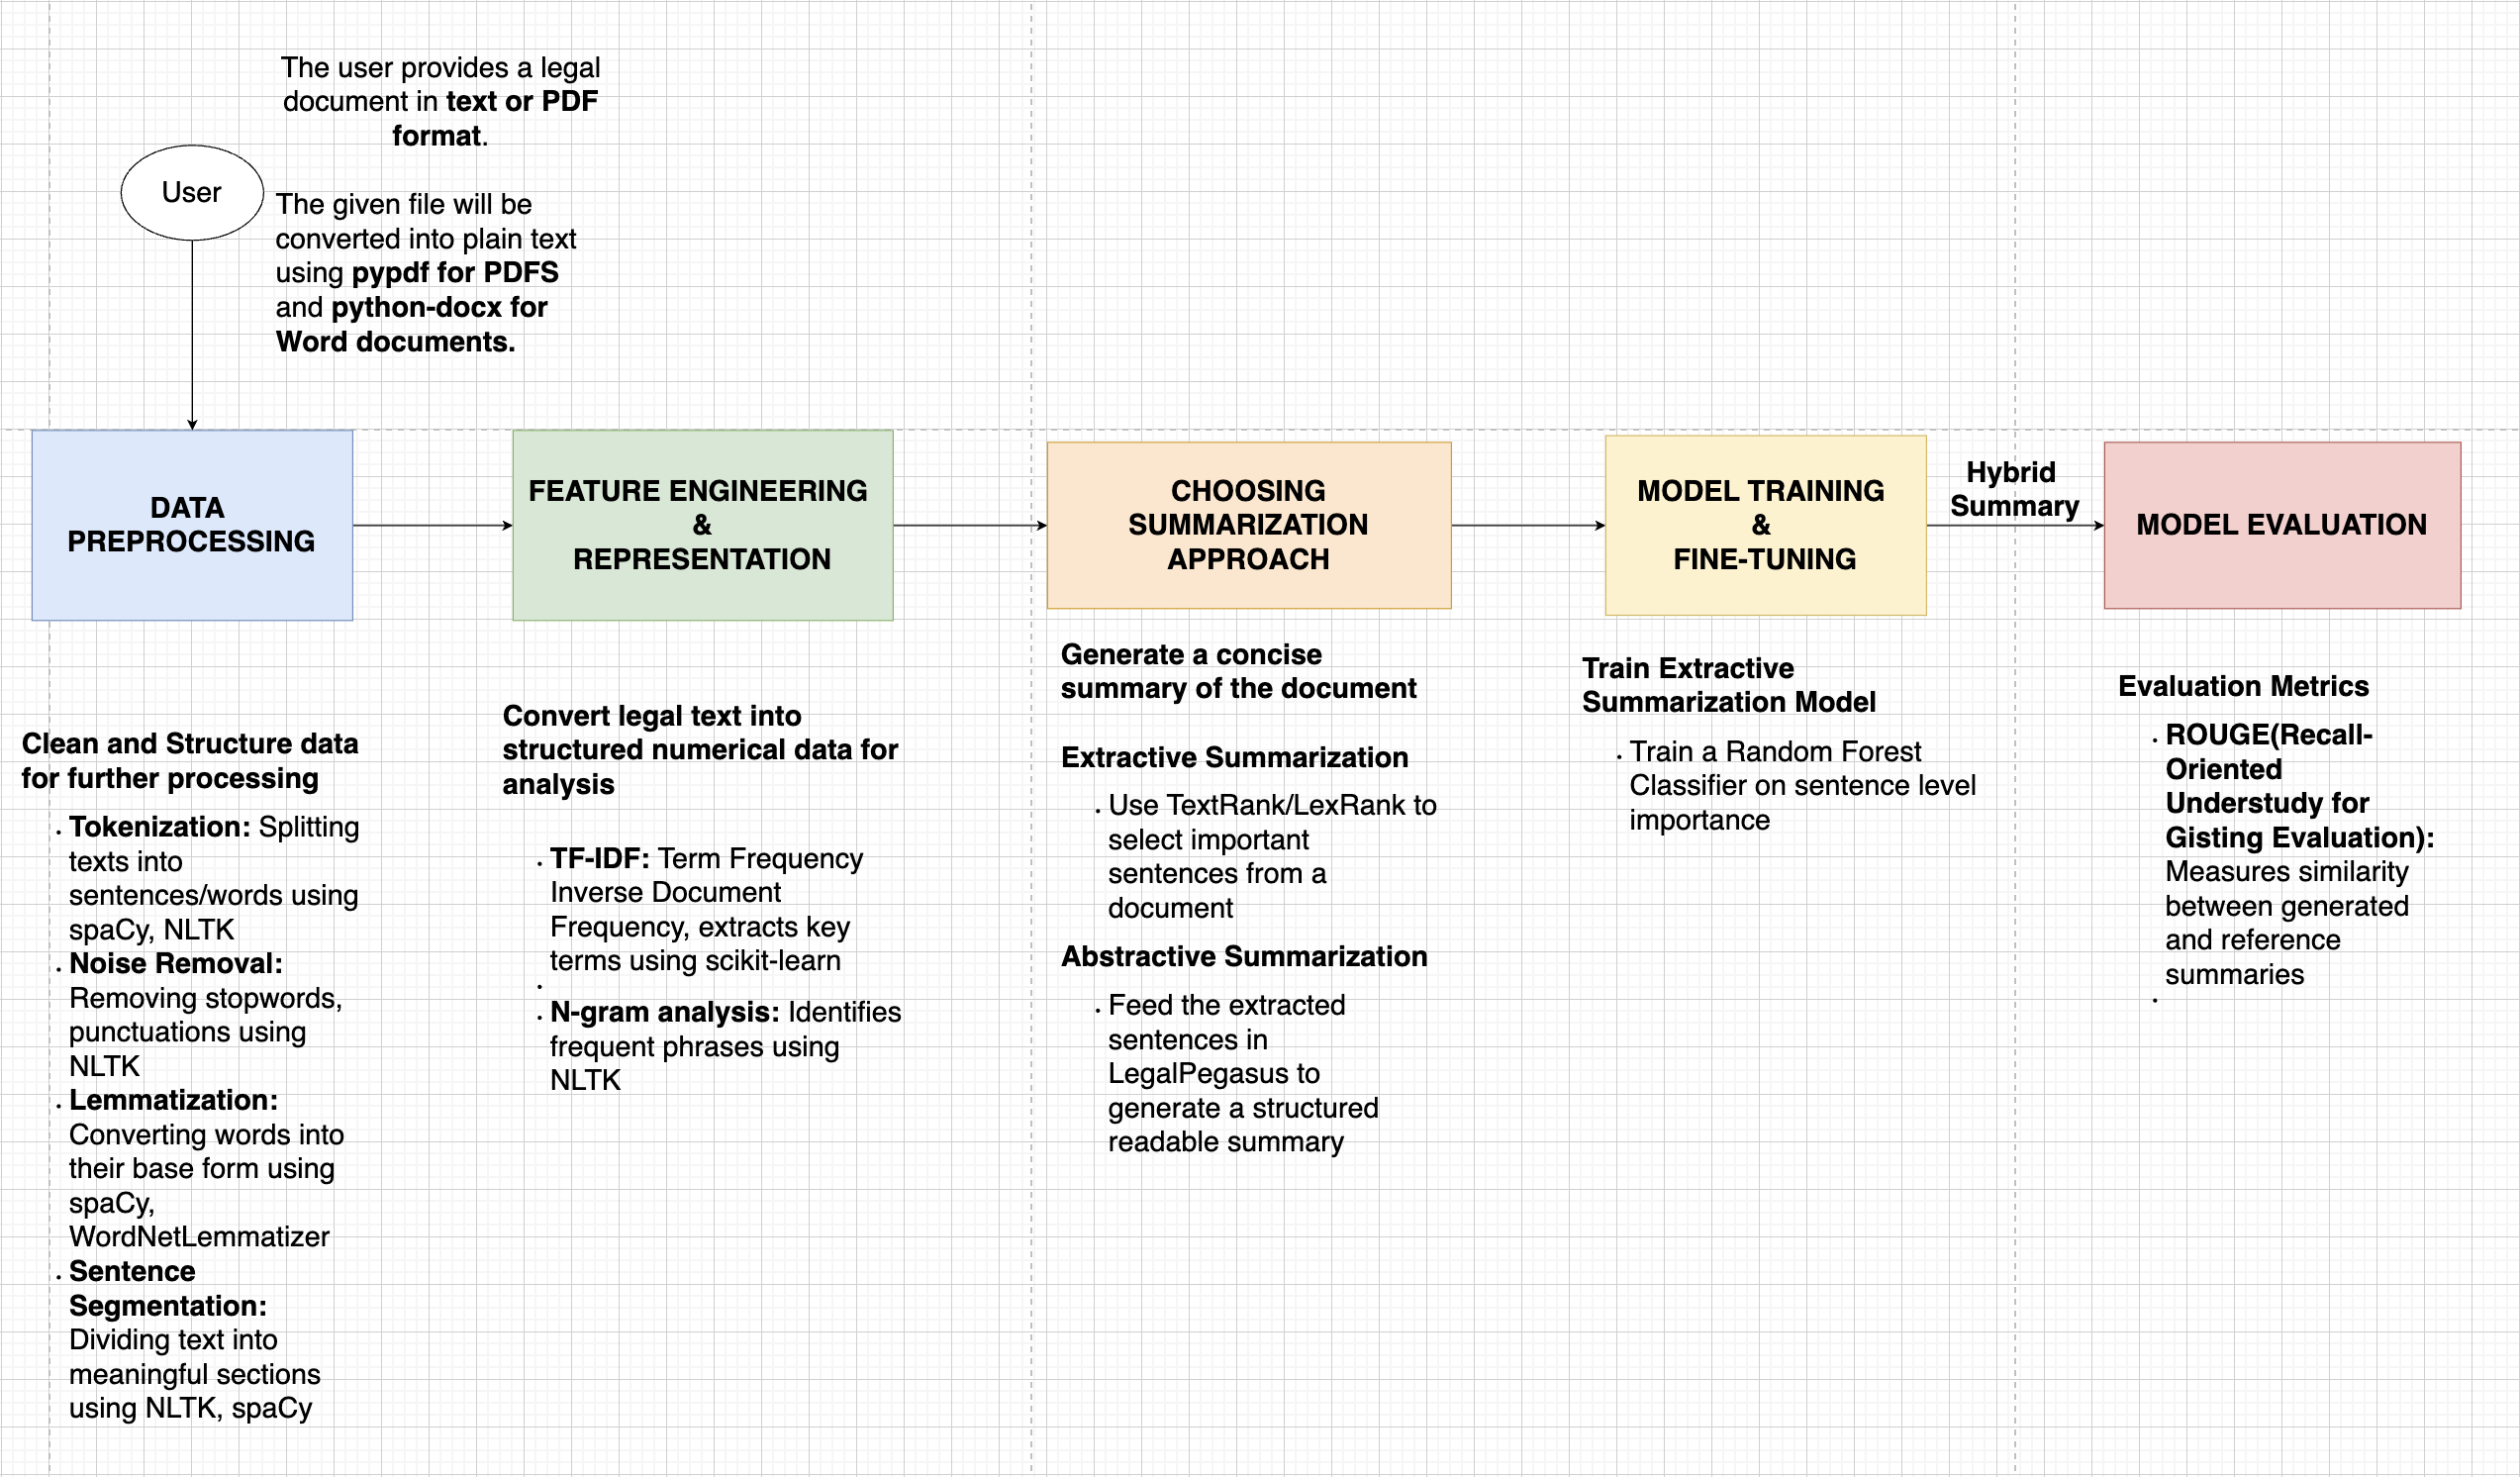 The user provides a legal
document in text or PDF
format.
User
The given file will be
converted into plain text
using pypdf for PDFS
and python-docx for
Word documents.
DATA
PREPROCESSING
FEATURE ENGINEERING
&
REPRESENTATION
CHOOSING
SUMMARIZATION
APPROACH
MODEL TRAINING
&
FINE-TUNING
Hybrid
Summary
MODEL EVALUATION
Clean and Structure data
for further processing
• Tokenization: Splitting
texts into
sentences/words using
spaCy, NLTK
• Noise Removal:
Removing stopwords,
punctuations using
NLTK
• Lemmatization:
Converting words into
their base form using
spaCy,
WordNetLemmatizer
• Sentence
Segmentation:
Dividing text into
meaningful sections
using NLTK, spaCy
Convert legal text into
structured numerical data for
analysis
• TF-IDF: Term Frequency
Inverse Document
Frequency, extracts key
terms using scikit-learn
•
• N-gram analysis: Identifies
frequent phrases using
NLTK
Generate a concise
summary of the document
Extractive Summarization
• Use TextRank/LexRank to
select important
sentences from a
document
Abstractive Summarization
• Feed the extracted
sentences in
LegalPegasus to
generate a structured
readable summary
Train Extractive
Summarization Model
• Train a Random Forest
Classifier on sentence level
importance
Evaluation Metrics
• ROUGE(Recall-
Oriented
Understudy for
Gisting Evaluation):
Measures similarity
between generated
and reference
summaries
•